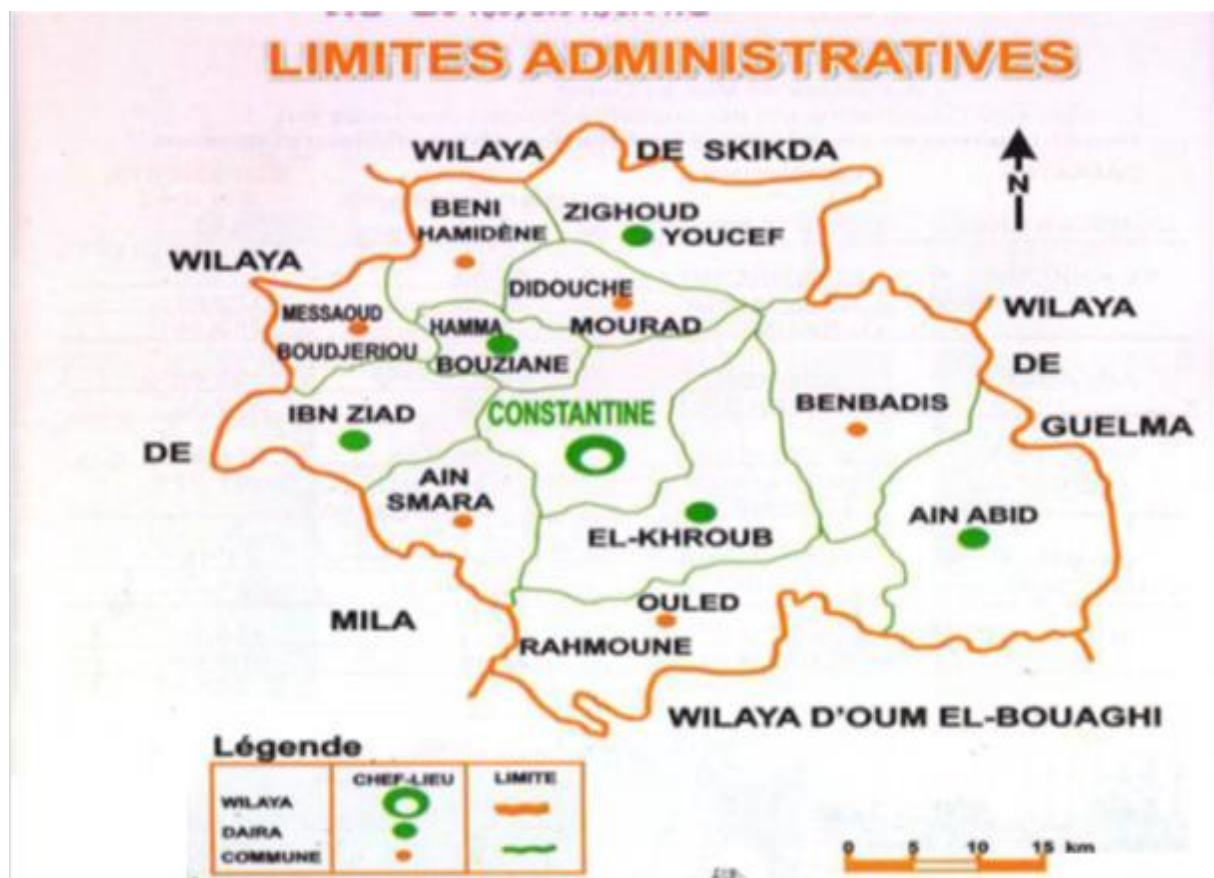 LIMITES ADMINISTRATIVES
WILAYA DE SKIKDA
N
BENI
HAMIDÈNE
ZIGHOUD
YOUCEF
WILAYA
DIDOUCHE
MOURAD
WILAYA
DE
GUELMA
MESSAOUD
BOUDJERIOU
HAMMA
BOUZIANE
BENBADIS
IBN ZIAD
CONSTANTINE
DE
AIN
SMARA
AIN ABID
EL-KHROUB
MILA
OULED
RAHMOUNE
WILAYA D'OUM EL-BOUAGHI
Légende
CHEF-LIEU LIMITE
WILAYA
DAIRA
COMMUNE
0 5 10 15 km